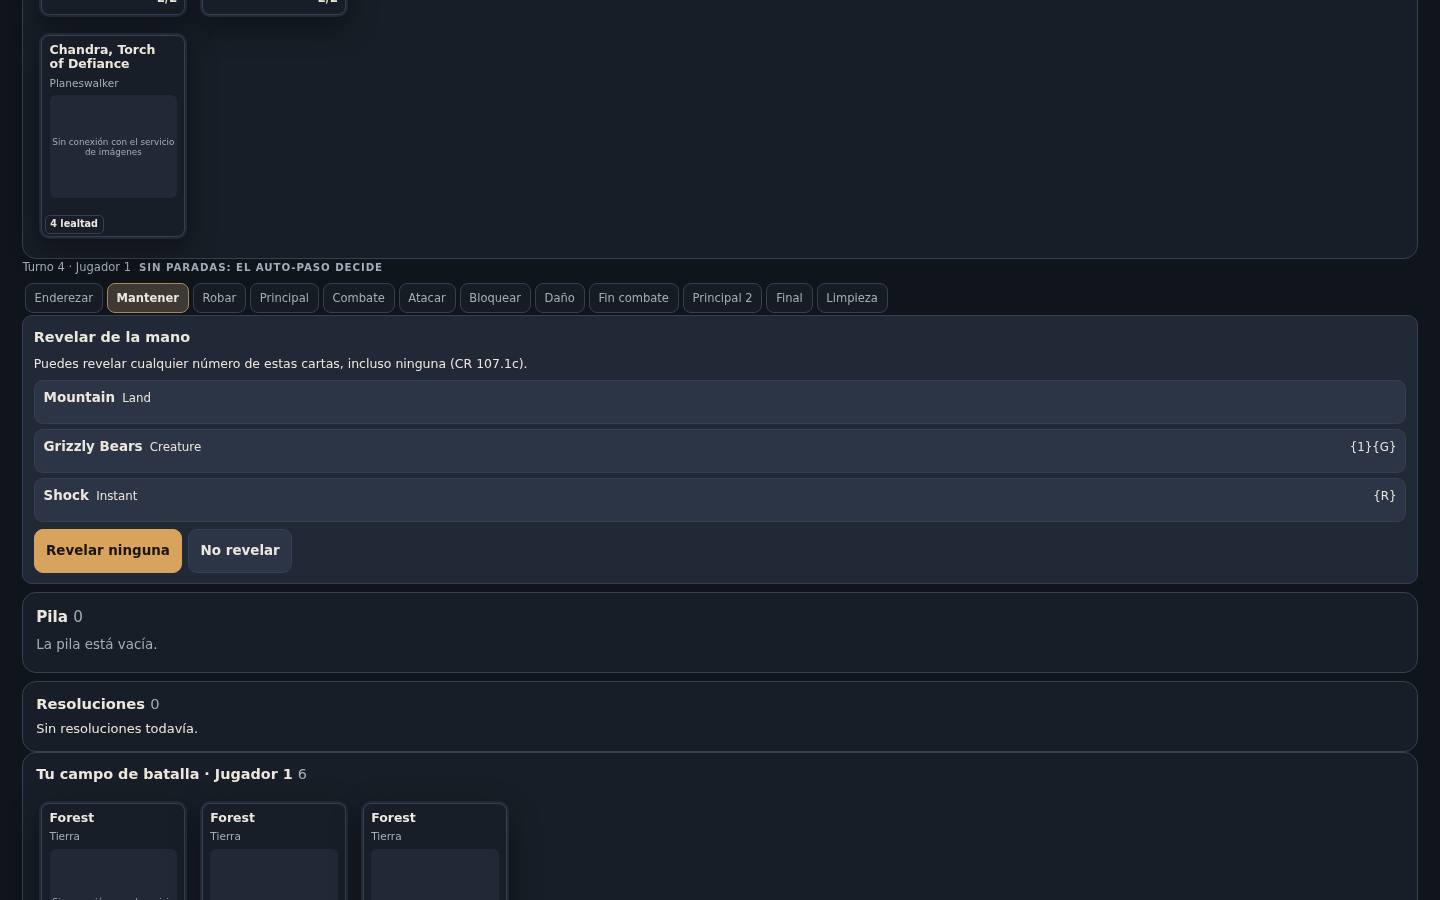 Chandra, Torch
of Defiance
Planeswalker
Sin conexión con el servicio
de imágenes
4 lealtad
Turno 4 · Jugador 1 SIN PARADAS: EL AUTO-PASO DECIDE
Enderezar Mantener Robar Principal Combate Atacar Bloquear Daño Fin combate Principal 2 Final Limpieza
Revelar de la mano
Puedes revelar cualquier número de estas cartas, incluso ninguna (CR 107.1c).
Mountain Land
Grizzly Bears Creature {1}{G}
Shock Instant {R}
Revelar ninguna No revelar
Pila 0
La pila está vacía.
Resoluciones 0
Sin resoluciones todavía.
Tu campo de batalla · Jugador 1 6
Forest Forest Forest
Tierra Tierra Tierra